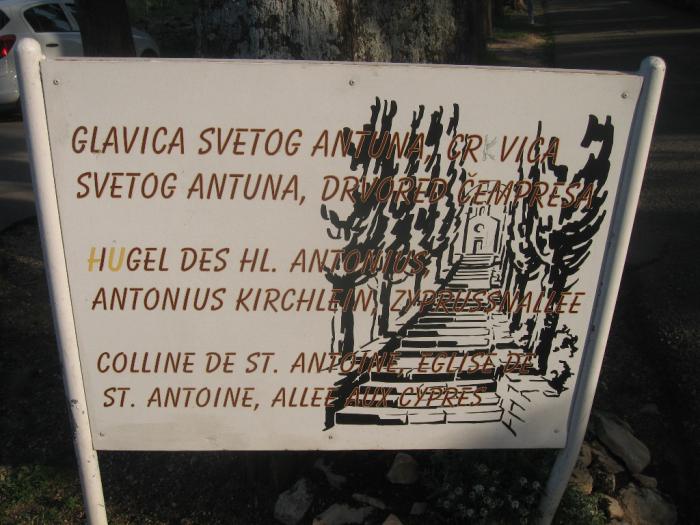 GLAVICA SVETOG ANTUNA, CRKVICA
SVETOG ANTUNA, DRVORED ČEMPRESA
HUGEL DES HL. ANTONIUS,
ANTONIUS KIRCHLEIN, ZYPRUSSNALLEE
COLLINE DE ST. ANTOINE, EGLISE DE
ST. ANTOINE, ALLEE AUX CYPRES